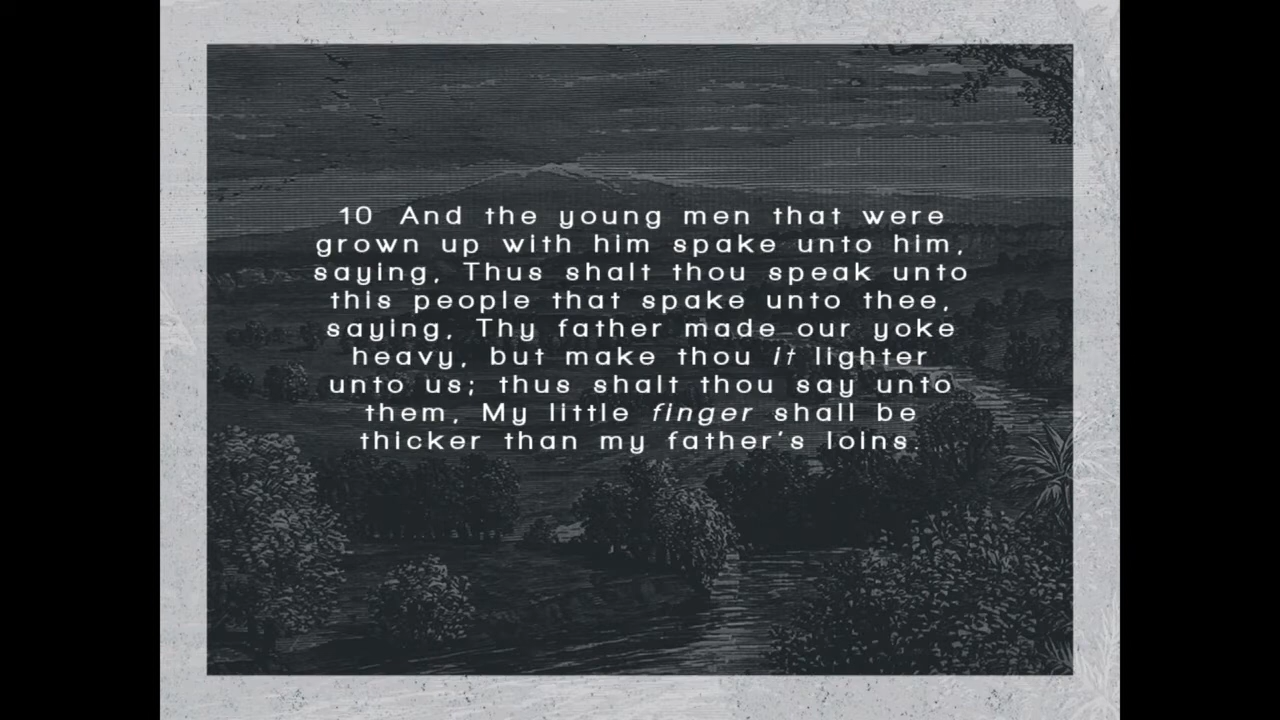 10 And the young men that were
grown up with him spake unto him,
saying, Thus shalt thou speak unto
this people that spake unto thee,
saying, Thy father made our yoke
heavy, but make thou it lighter
unto us; thus shalt thou say unto
them, My little finger shall be
thicker than my father's loins.